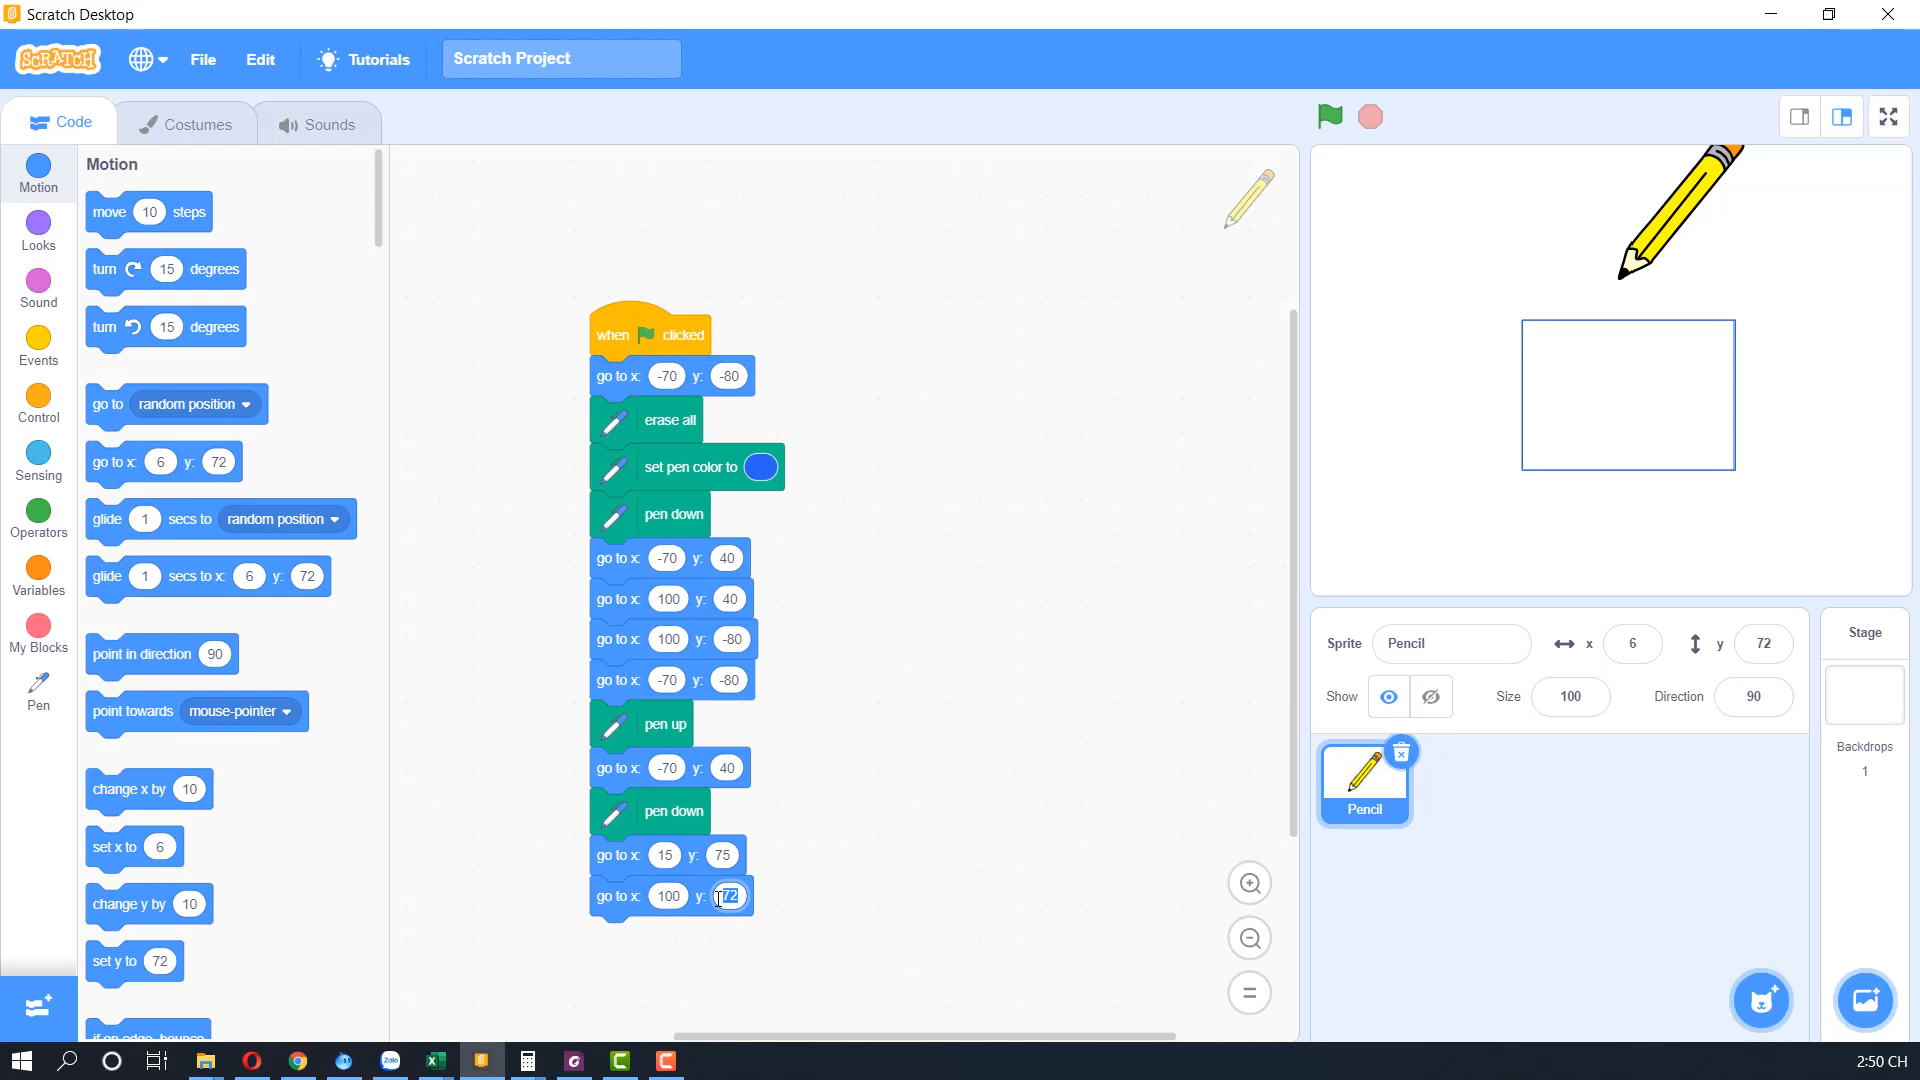 Scratch Desktop
SCRATCH
File
Edit
Tutorials
Scratch Project
Code
Costumes
Sounds
Motion
Looks
Sound
Events
Control
Sensing
Operators
Variables
My Blocks
Pen
Motion
move 10 steps
turn 15 degrees
turn 15 degrees
go to random position
go to x: 6 y: 72
glide 1 secs to random position
glide 1 secs to x: 6 y: 72
point in direction 90
point towards mouse-pointer
change x by 10
set x to 6
change y by 10
set y to 72
if on edge, bounce
when clicked
go to x: -70 y: -80
erase all
set pen color to
pen down
go to x: -70 y: 40
go to x: 100 y: 40
go to x: 100 y: -80
go to x: -70 y: -80
pen up
go to x: -70 y: 40
pen down
go to x: 15 y: 75
go to x: 100 y: 72
Sprite Pencil x 6 y 72
Show Size 100 Direction 90
Pencil
Stage
Backdrops
1
Zalo
2:50 CH